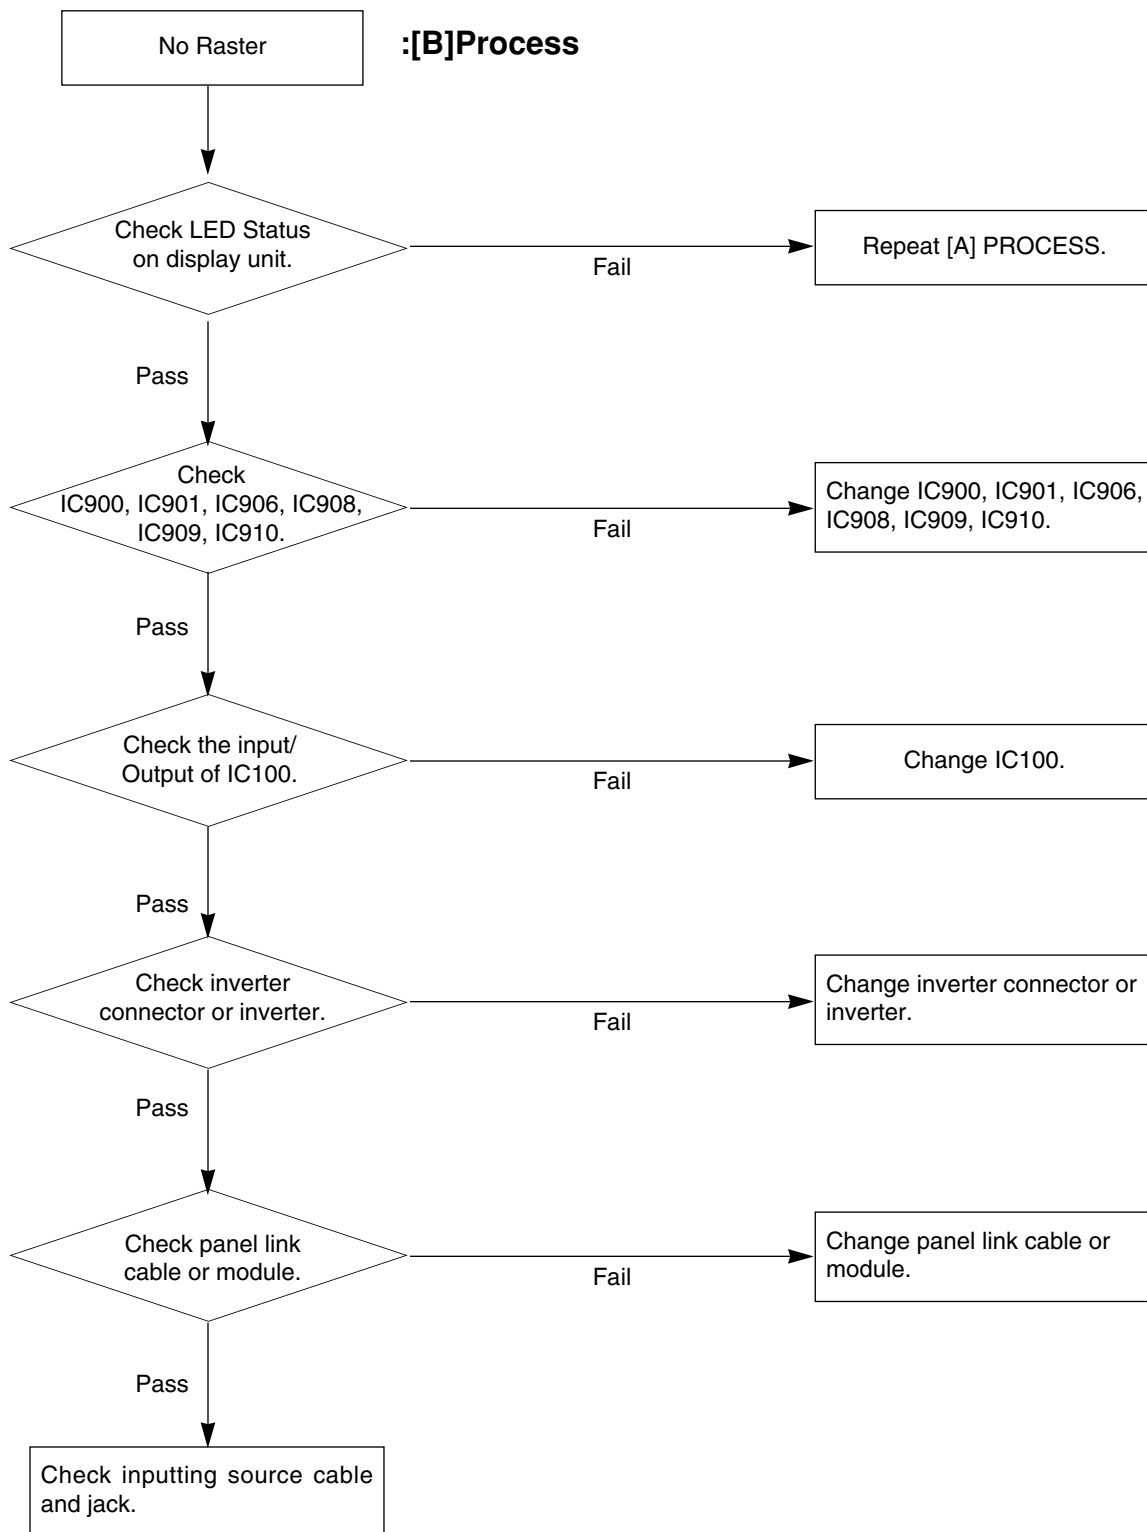 No Raster
:[B]Process
Check LED Status
on display unit.
Fail
Repeat [A] PROCESS.
Pass
Check
IC900, IC901, IC906, IC908,
IC909, IC910.
Fail
Change IC900, IC901, IC906,
IC908, IC909, IC910.
Pass
Check the input/
Output of IC100.
Fail
Change IC100.
Pass
Check inverter
connector or inverter.
Fail
Change inverter connector or
inverter.
Pass
Check panel link
cable or module.
Fail
Change panel link cable or
module.
Pass
Check inputting source cable
and jack.